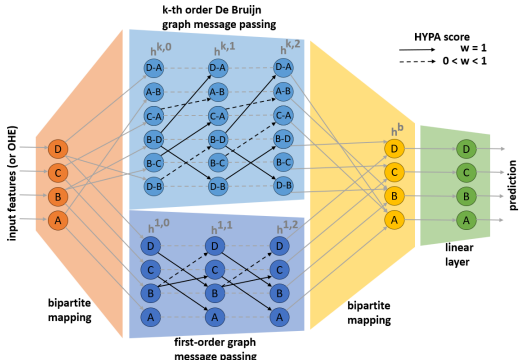 k-th order De Bruijn
graph message passing
HYPA score
w = 1
0 < w < 1
h^k,0 h^k,1 h^k,2
D-A D-A D-A
A-B A-B A-B
C-A C-A C-A
B-D B-D B-D
B-C B-C B-C
D-B D-B D-B
input features (or OHE)
D
C
B
A
h^1,0 h^1,1 h^1,2
D D D
C C C
B B B
A A A
h^b
D D
C C
B B
A A
prediction
linear
layer
bipartite
mapping
bipartite
mapping
first-order graph
message passing